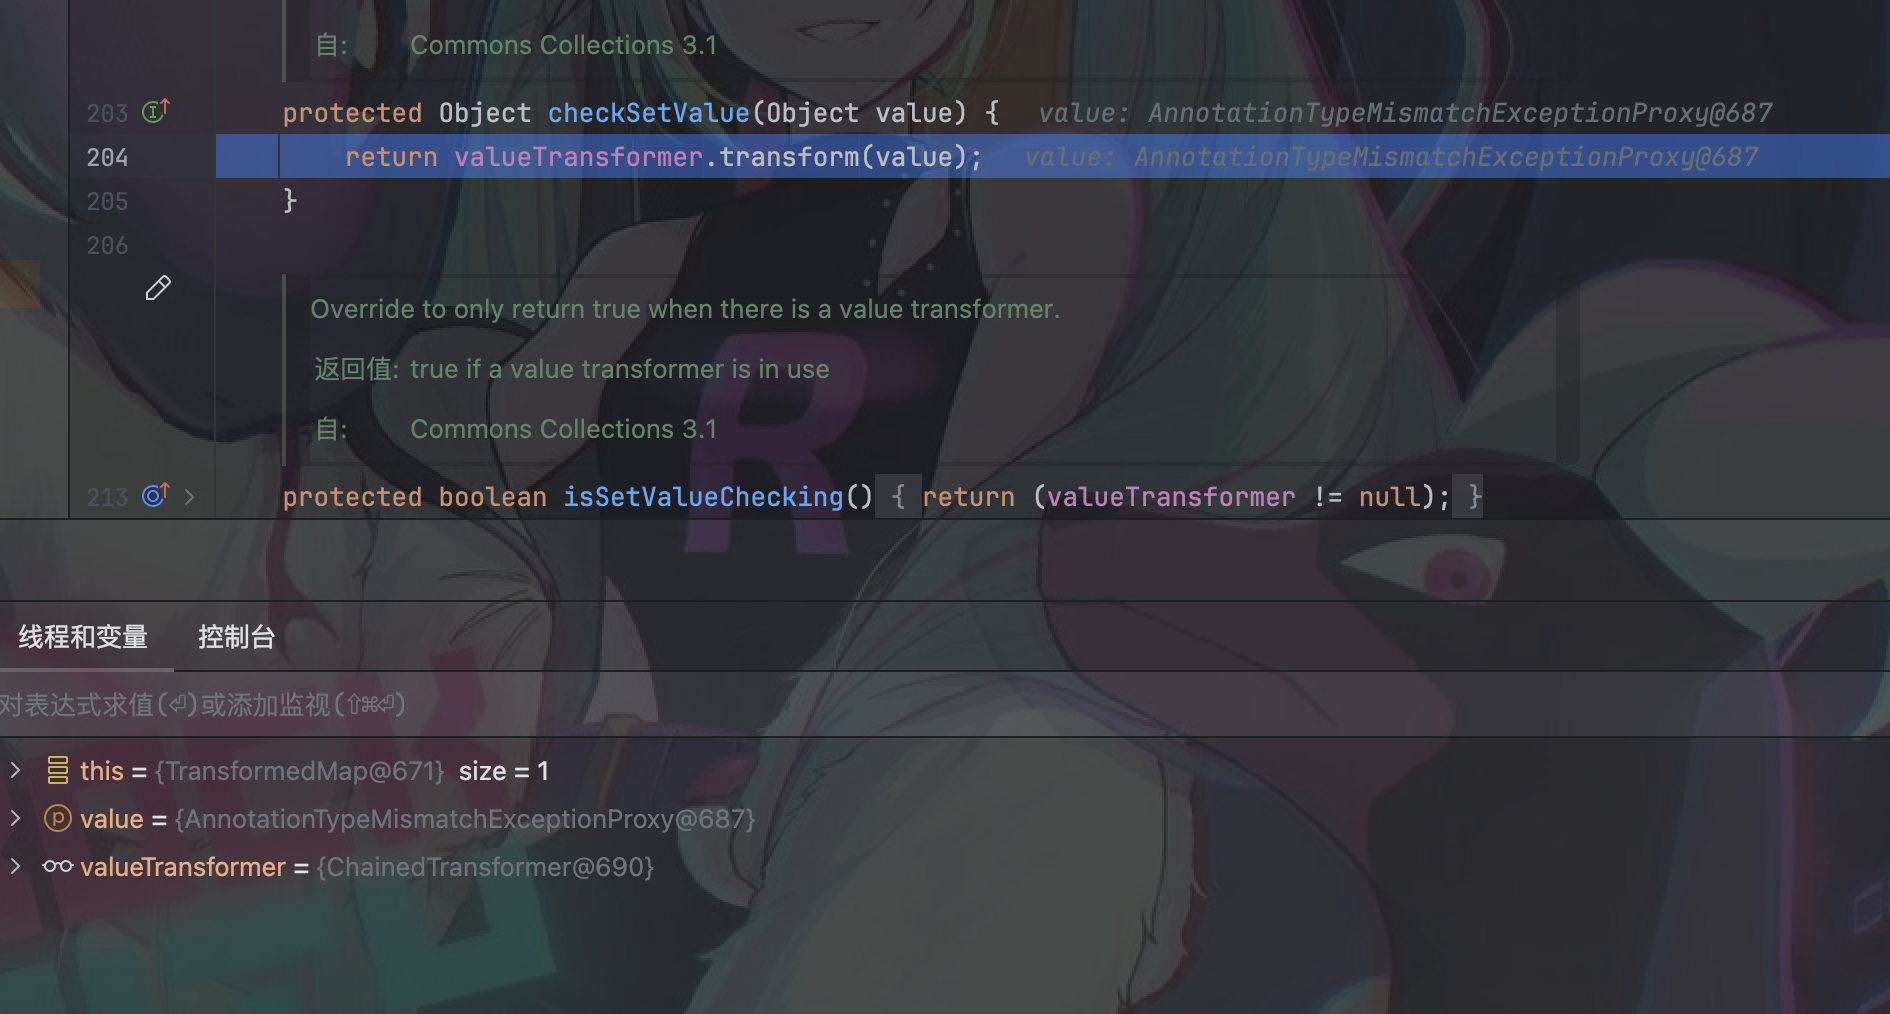 自: Commons Collections 3.1
203 protected Object checkSetValue(Object value) { value: AnnotationTypeMismatchExceptionProxy@687
204 return valueTransformer.transform(value); value: AnnotationTypeMismatchExceptionProxy@687
205 }
206
Override to only return true when there is a value transformer.
返回值: true if a value transformer is in use
自: Commons Collections 3.1
R
213 protected boolean isSetValueChecking() { return (valueTransformer != null); }
线程和变量 控制台
对表达式求值(⏎)或添加监视(⇧⌘⏎)
this = {TransformedMap@671} size = 1
p value = {AnnotationTypeMismatchExceptionProxy@687}
valueTransformer = {ChainedTransformer@690}